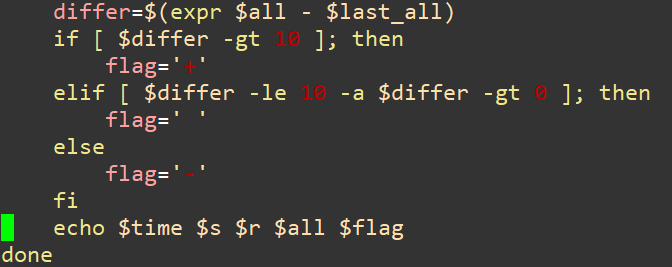 differ=$(expr $all - $last_all)
    if [ $differ -gt 10 ]; then
        flag='+'
    elif [ $differ -le 10 -a $differ -gt 0 ]; then
        flag=' '
    else
        flag='-'
    fi
    echo $time $s $r $all $flag
done